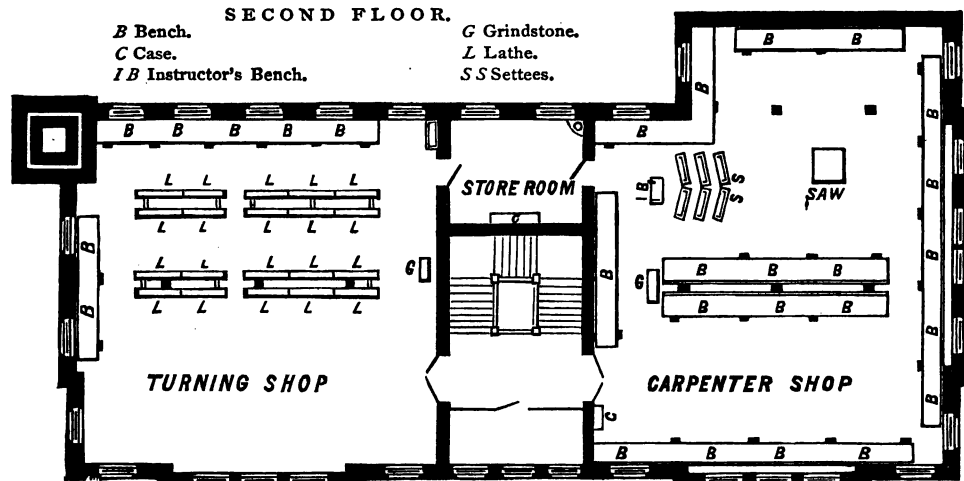 SECOND FLOOR.
B Bench.
C Case.
I B Instructor's Bench.
G Grindstone.
L Lathe.
S S Settees.
B B
B B B B B
B
B
L L L L L
STORE ROOM
I B
S
S
SAW
L L L L L
C
B
B
B
L L L L L
G
B
G
B B B
B
B
L L L L L
B B B
B
TURNING SHOP
CARPENTER SHOP
B
C
B B B B